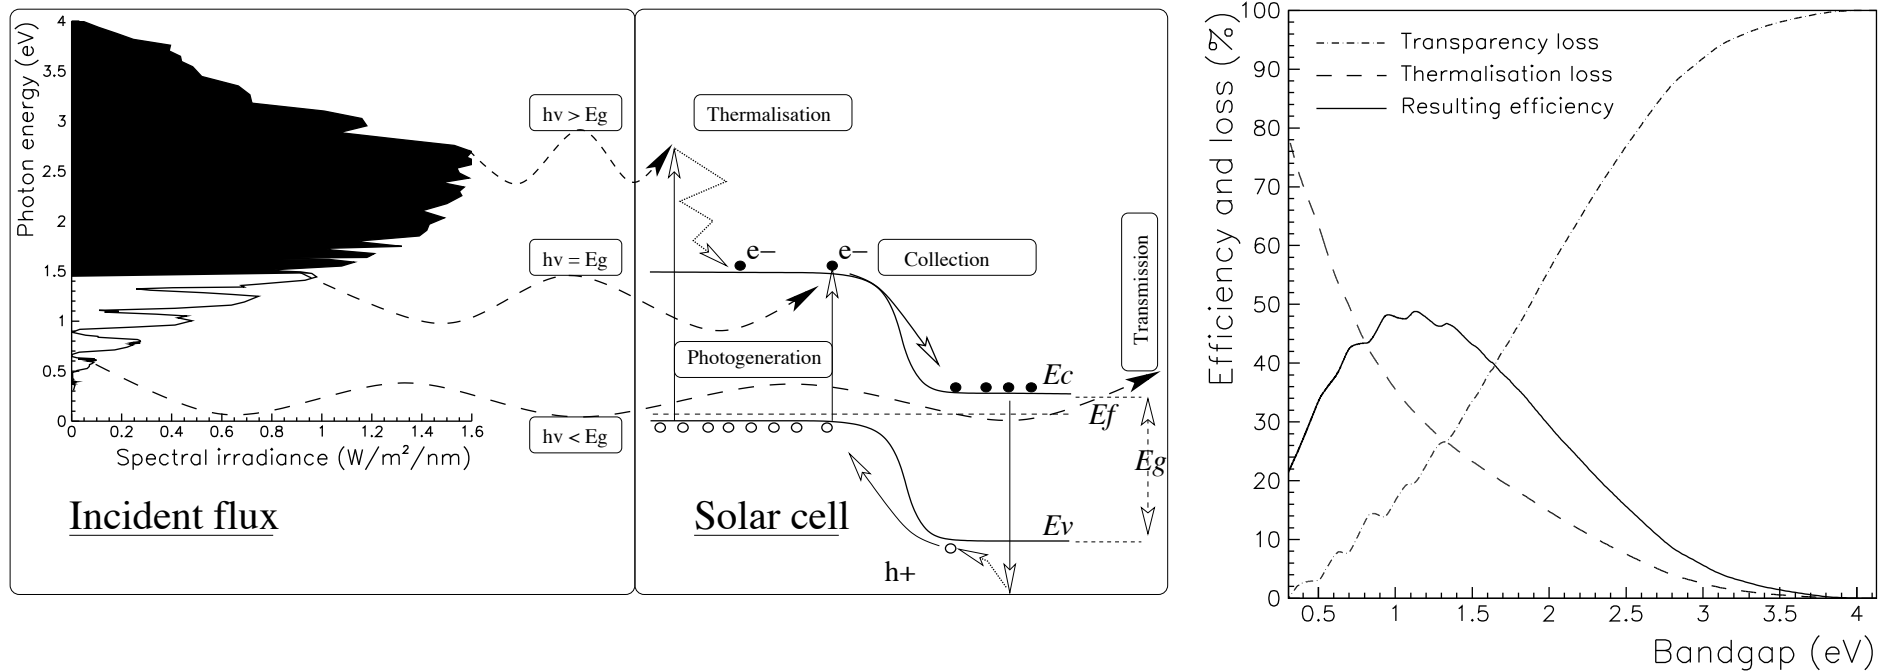 Photon energy (eV)
4
3.5
3
2.5
2
1.5
1
0.5
0
0 0.2 0.4 0.6 0.8 1 1.2 1.4 1.6
Spectral irradiance (W/m²/nm)
Incident flux
hν > Eg
hν = Eg
hν < Eg
Thermalisation
e− e−
Collection
Transmission
Photogeneration
Ec
Ef
Eg
Ev
h+
Solar cell
Efficiency and loss (%)
100
90
80
70
60
50
40
30
20
10
0
Transparency loss
Thermalisation loss
Resulting efficiency
0.5 1 1.5 2 2.5 3 3.5 4
Bandgap (eV)